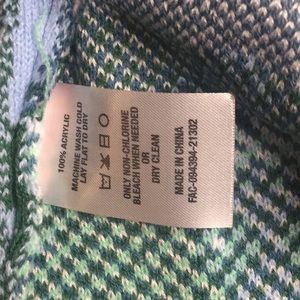 100% ACRYLIC
MACHINE WASH COLD
LAY FLAT TO DRY
ONLY NON-CHLORINE
BLEACH WHEN NEEDED
OR
DRY CLEAN
MADE IN CHINA
FAC-094394-21302